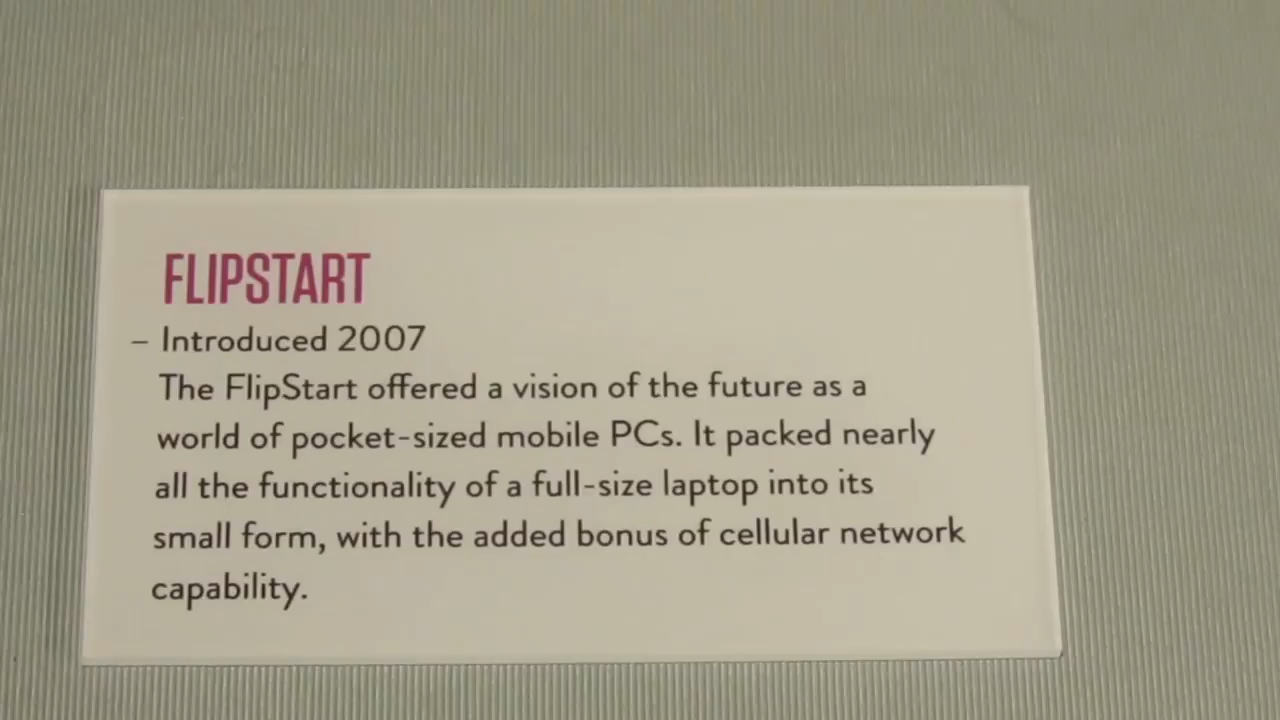 FLIPSTART
– Introduced 2007
The FlipStart offered a vision of the future as a
world of pocket-sized mobile PCs. It packed nearly
all the functionality of a full-size laptop into its
small form, with the added bonus of cellular network
capability.